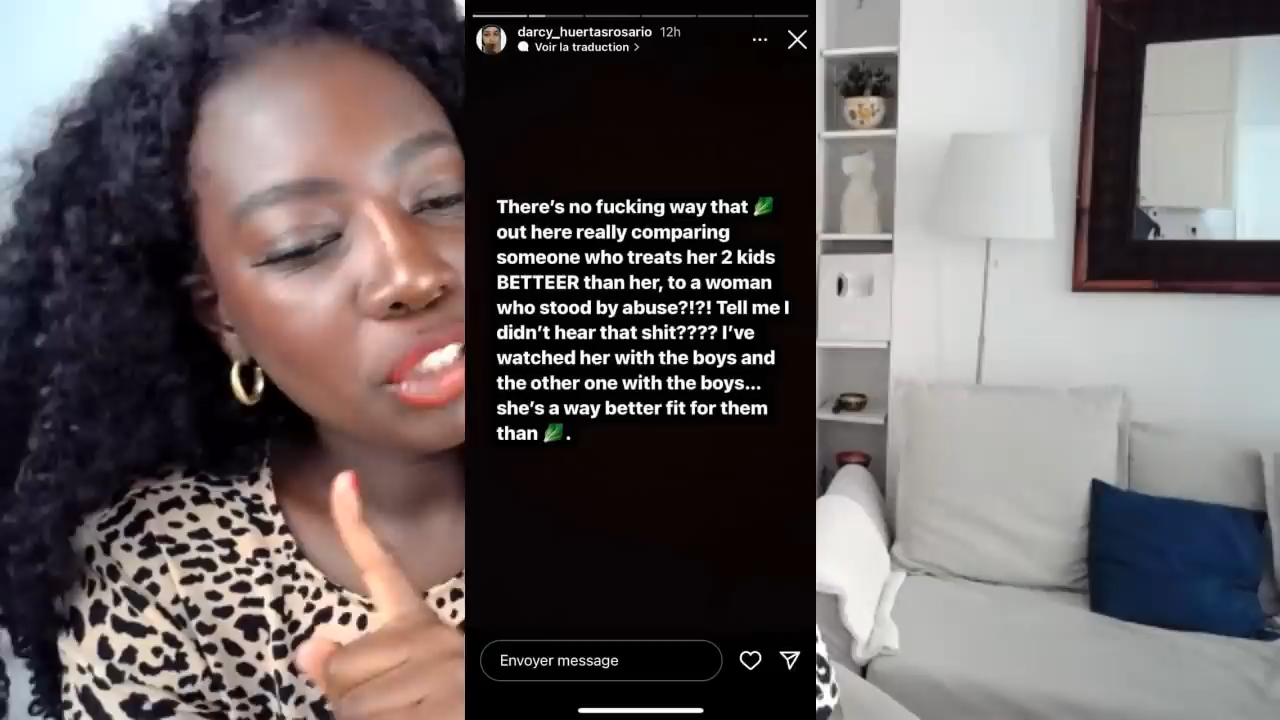 darcy_huertasrosario 12h
Voir la traduction >
There's no fucking way that 🥬
out here really comparing
someone who treats her 2 kids
BETTEER than her, to a woman
who stood by abuse?!?! Tell me I
didn't hear that shit???? I've
watched her with the boys and
the other one with the boys...
she's a way better fit for them
than 🥬.
Envoyer message